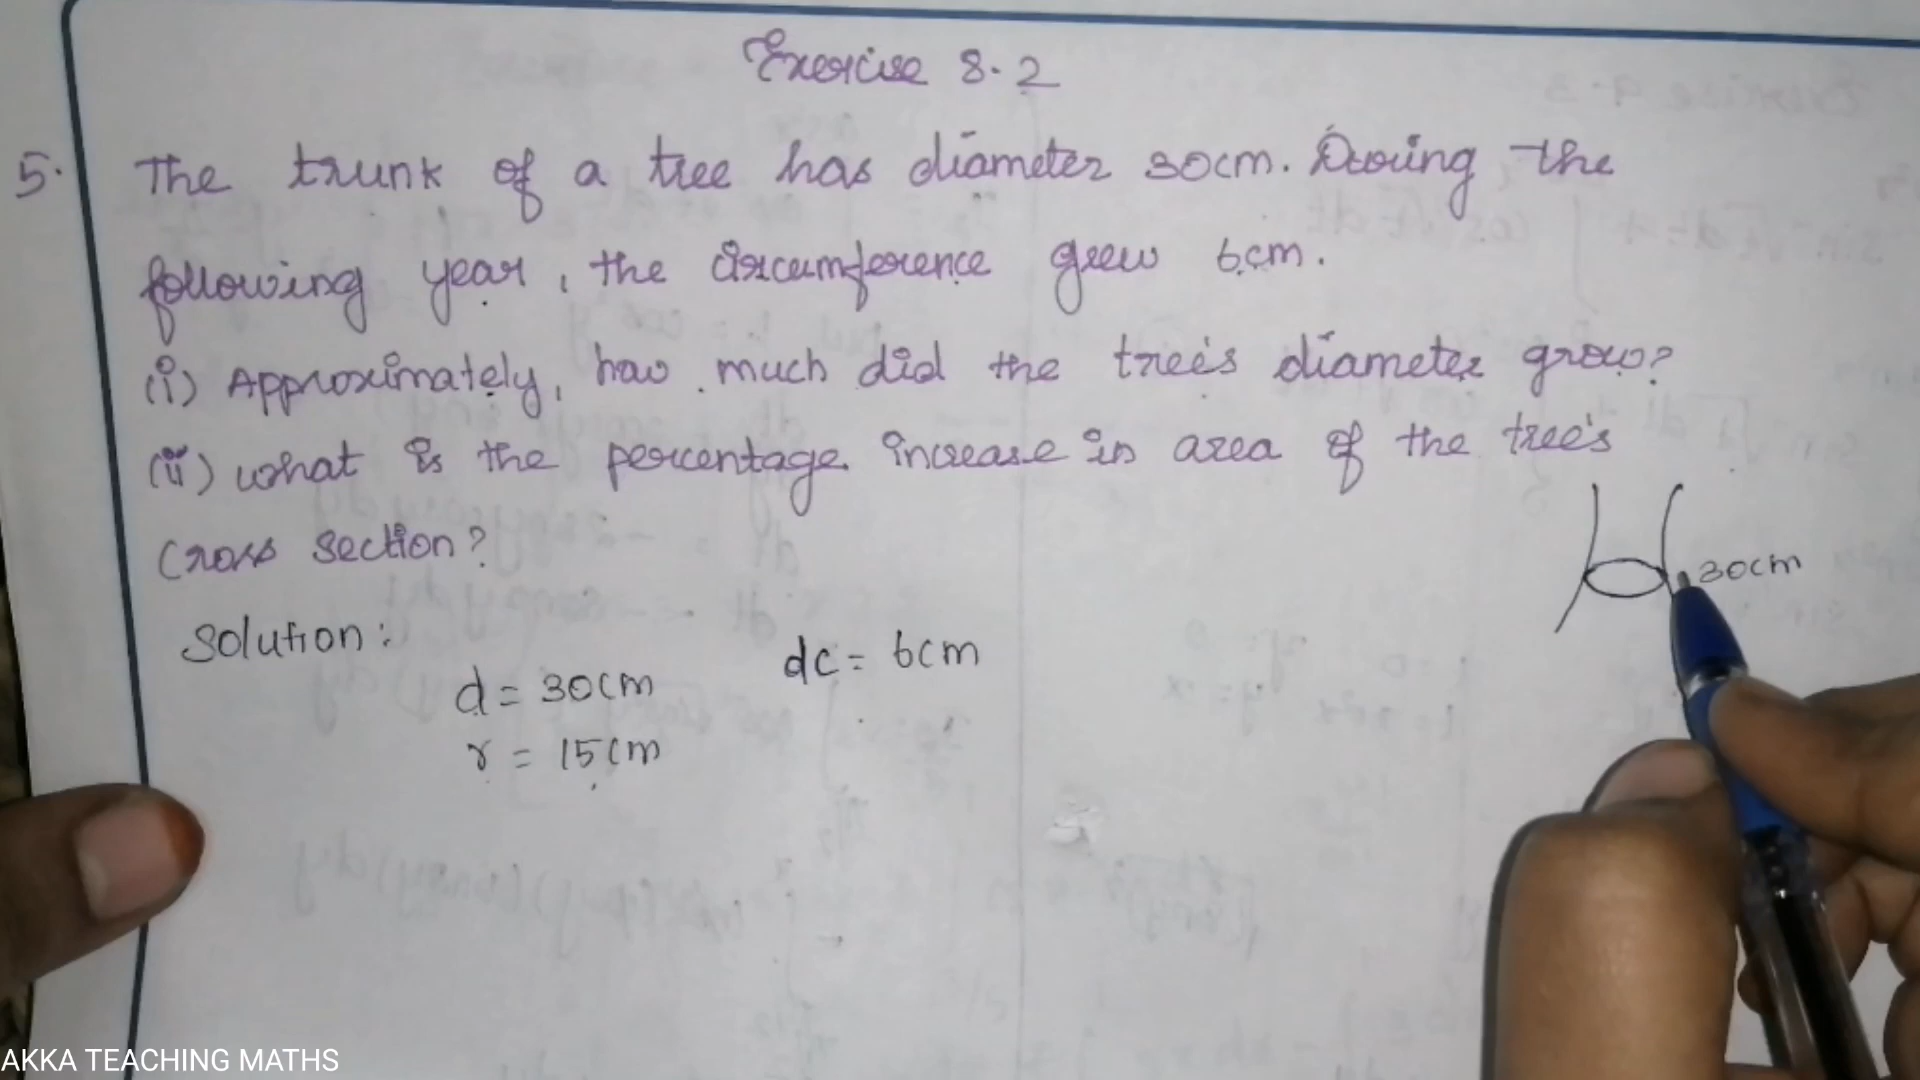 Exercise 8.2
5. The trunk of a tree has diameter 30cm. During the
following year, the circumference grew 6cm.
(i) Approximately, how much did the tree's diameter grow?
(ii) what is the percentage increase in area of the tree's
cross section?
30cm
Solution:
d = 30cm dc = 6cm
r = 15cm
AKKA TEACHING MATHS